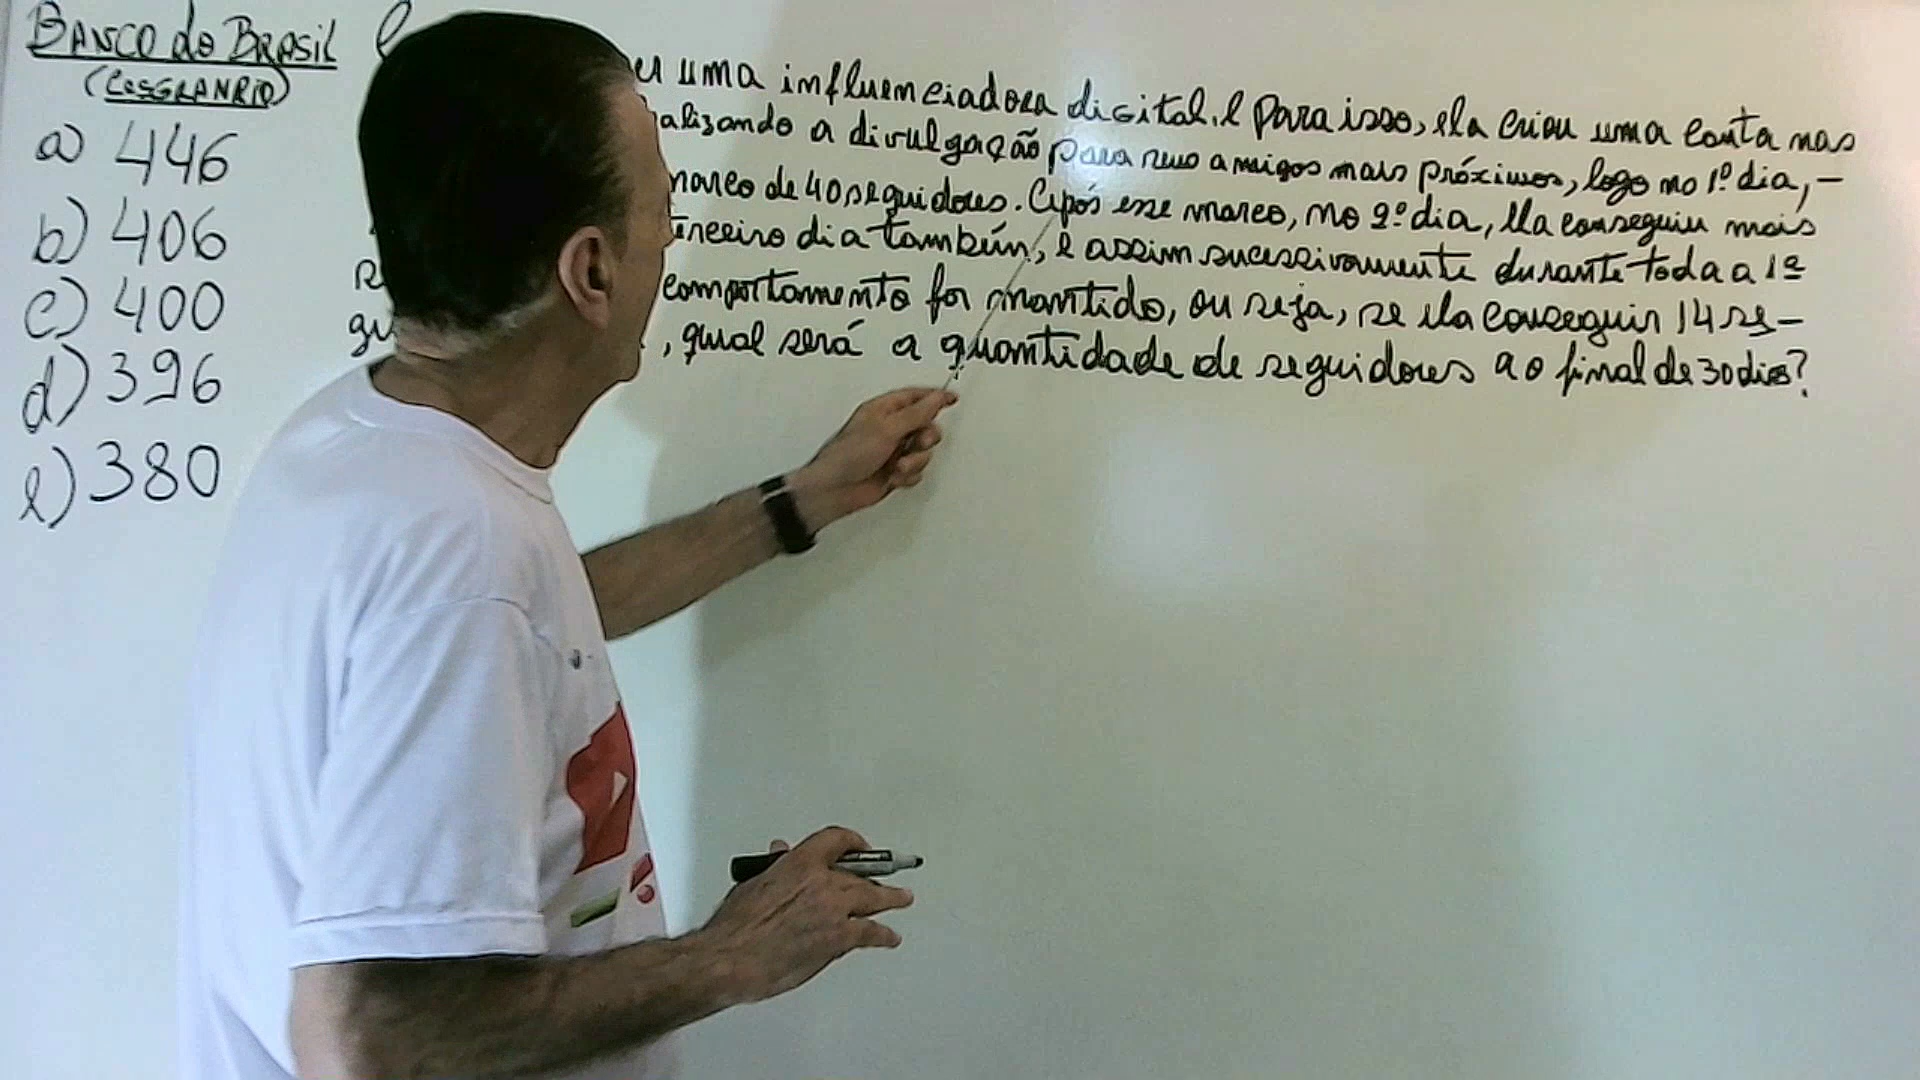 BANCO do BRASIL
(CESGRANRIO)
a) 446
b) 406
c) 400
d) 396
e) 380
uma influenciadora digital, e para isso, ela criou uma conta nas
alizando a divulgação para seus amigos mais próximos, logo no 1º dia, -
marco de 40 seguidores. Após esse marco, no 2º dia, ela conseguiu mais
terceiro dia também, e assim sucessivamente durante toda a 1ª
comportamento for mantido, ou seja, se ela conseguir 14 se-
gu , qual será a quantidade de seguidores ao final de 30 dias?